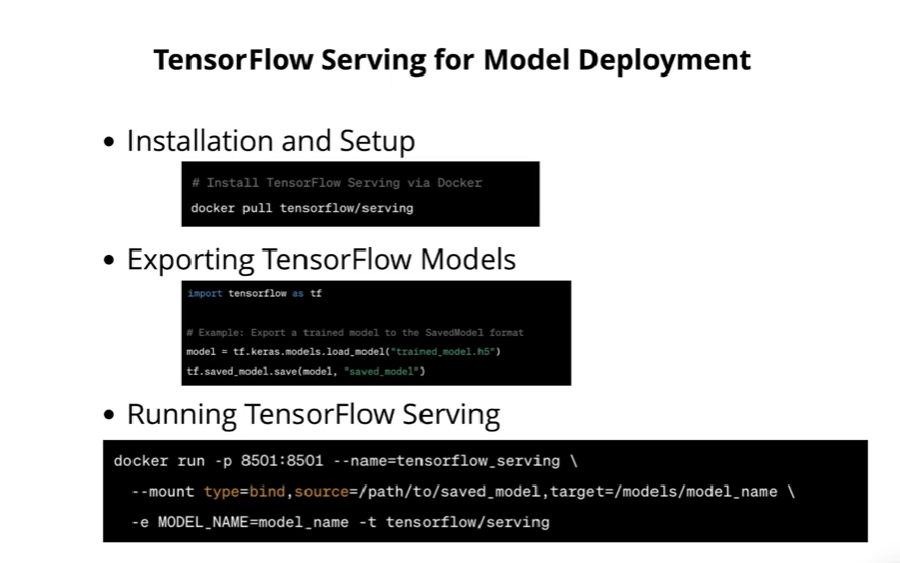 TensorFlow Serving for Model Deployment
• Installation and Setup
# Install TensorFlow Serving via Docker
docker pull tensorflow/serving
• Exporting TensorFlow Models
import tensorflow as tf
# Example: Export a trained model to the SavedModel format
model = tf.keras.models.load_model("trained_model.h5")
tf.saved_model.save(model, "saved_model")
• Running TensorFlow Serving
docker run -p 8501:8501 --name=tensorflow_serving \
--mount type=bind,source=/path/to/saved_model,target=/models/model_name \
-e MODEL_NAME=model_name -t tensorflow/serving